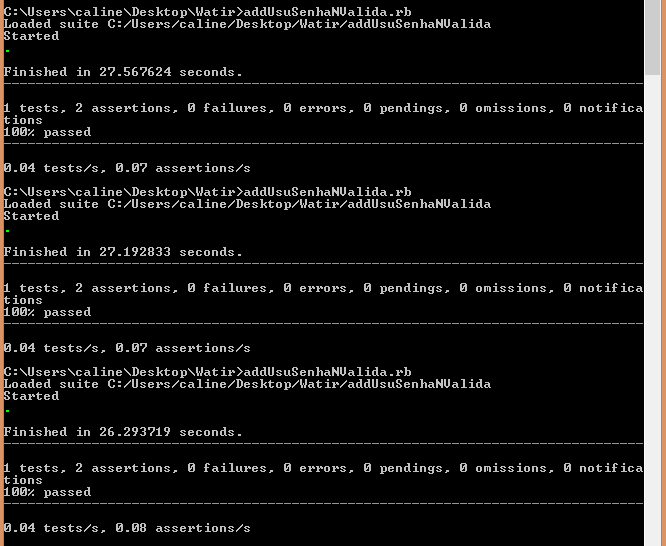 C:\Users\caline\Desktop\Watir>addUsuSenhaNValida.rb
Loaded suite C:/Users/caline/Desktop/Watir/addUsuSenhaNValida
Started
.
Finished in 27.567624 seconds.
1 tests, 2 assertions, 0 failures, 0 errors, 0 pendings, 0 omissions, 0 notifica
tions
100% passed
0.04 tests/s, 0.07 assertions/s
C:\Users\caline\Desktop\Watir>addUsuSenhaNValida.rb
Loaded suite C:/Users/caline/Desktop/Watir/addUsuSenhaNValida
Started
.
Finished in 27.192833 seconds.
1 tests, 2 assertions, 0 failures, 0 errors, 0 pendings, 0 omissions, 0 notifica
tions
100% passed
0.04 tests/s, 0.07 assertions/s
C:\Users\caline\Desktop\Watir>addUsuSenhaNValida.rb
Loaded suite C:/Users/caline/Desktop/Watir/addUsuSenhaNValida
Started
.
Finished in 26.293719 seconds.
1 tests, 2 assertions, 0 failures, 0 errors, 0 pendings, 0 omissions, 0 notifica
tions
100% passed
0.04 tests/s, 0.08 assertions/s